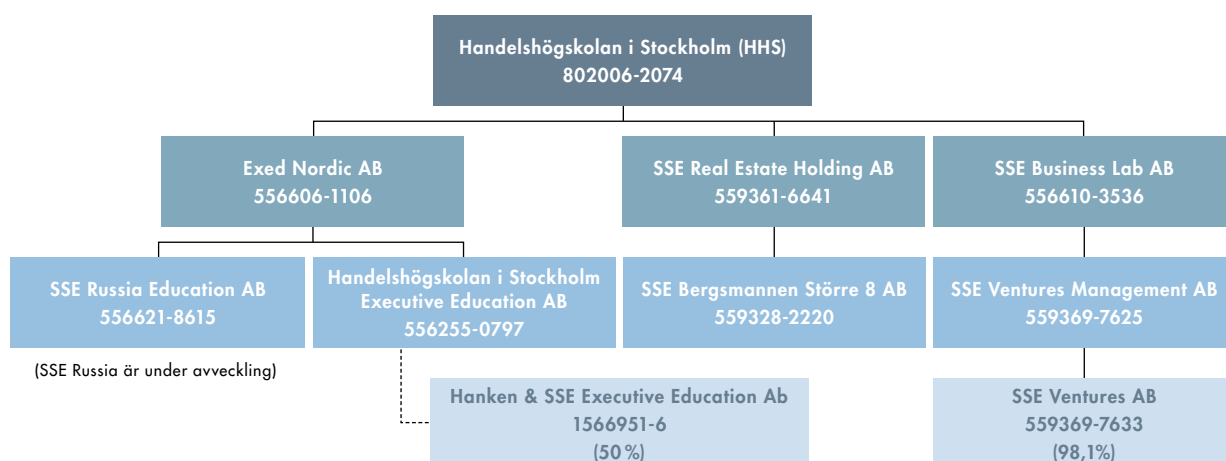 Handelshögskolan i Stockholm (HHS)
802006-2074
Exed Nordic AB
556606-1106
SSE Real Estate Holding AB
559361-6641
SSE Business Lab AB
556610-3536
SSE Russia Education AB
556621-8615
Handelshögskolan i Stockholm
Executive Education AB
556255-0797
SSE Bergsmannen Större 8 AB
559328-2220
SSE Ventures Management AB
559369-7625
(SSE Russia är under avveckling)
Hanken & SSE Executive Education Ab
1566951-6
(50 %)
SSE Ventures AB
559369-7633
(98,1%)